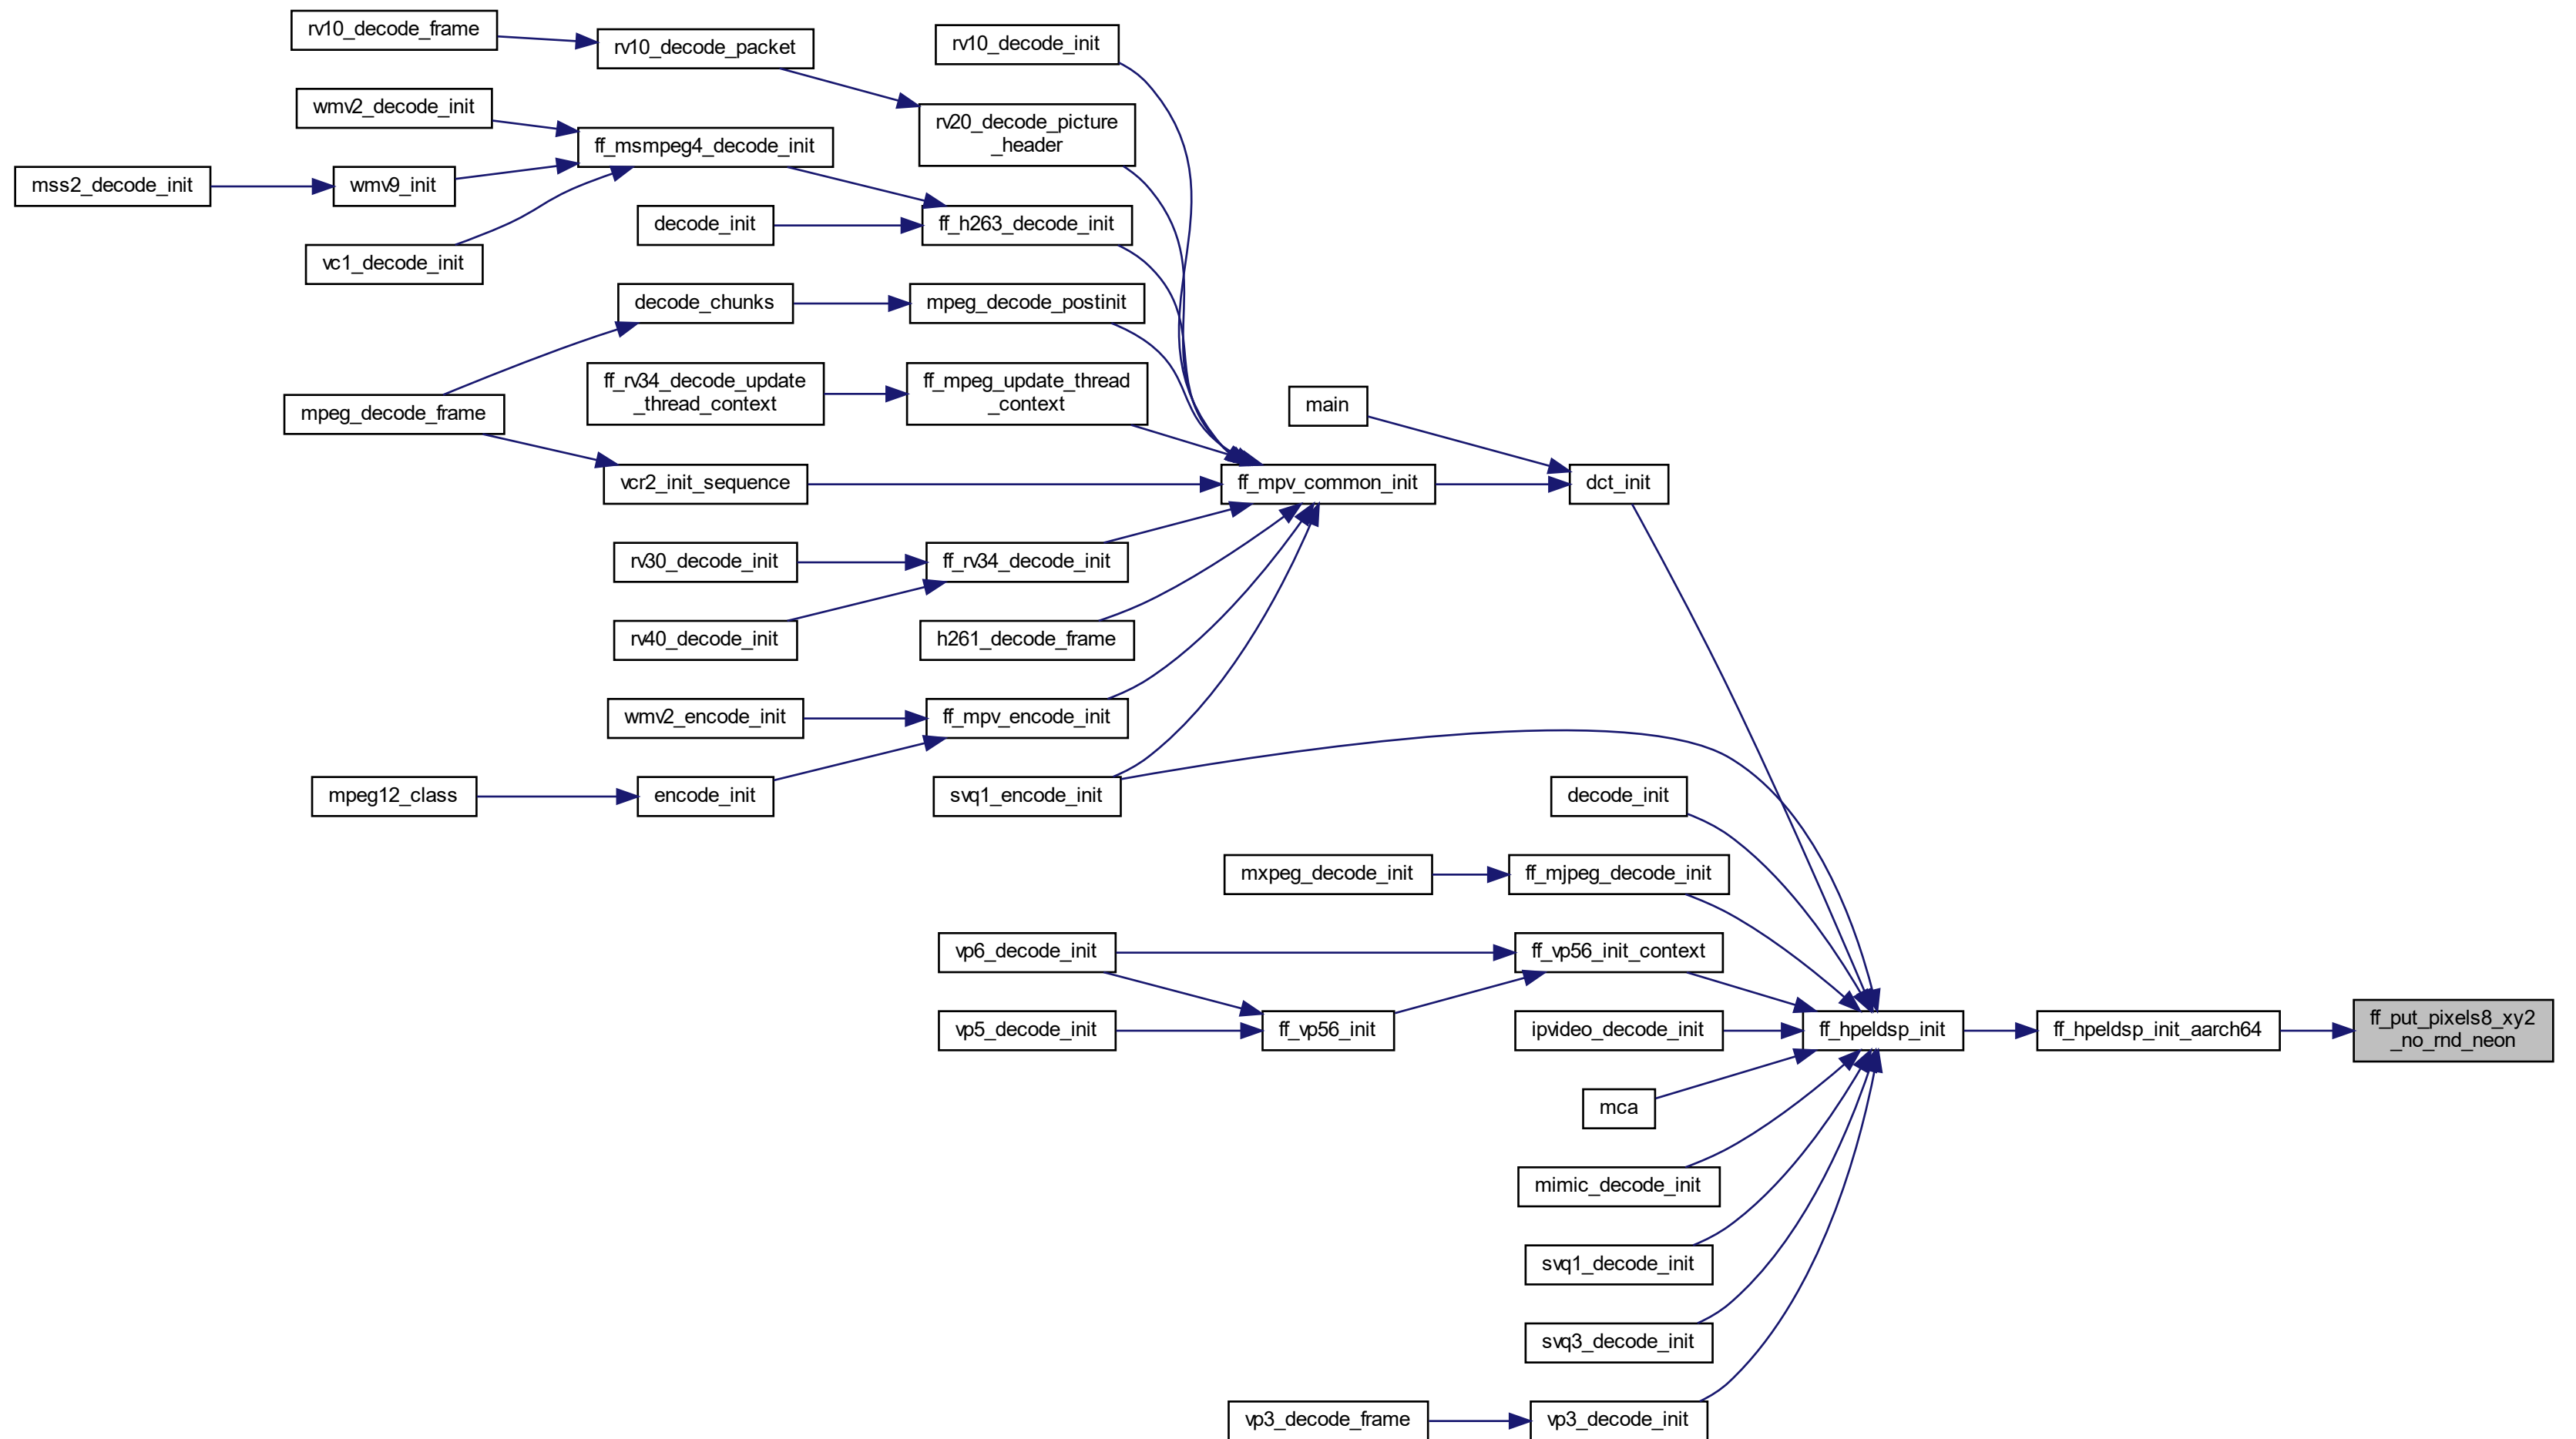 rv10_decode_frame
rv10_decode_packet
rv10_decode_init
wmv2_decode_init
rv20_decode_picture
_header
ff_msmpeg4_decode_init
mss2_decode_init
wmv9_init
decode_init
ff_h263_decode_init
vc1_decode_init
decode_chunks
mpeg_decode_postinit
ff_rv34_decode_update
_thread_context
ff_mpeg_update_thread
_context
main
mpeg_decode_frame
vcr2_init_sequence
ff_mpv_common_init
dct_init
rv30_decode_init
ff_rv34_decode_init
rv40_decode_init
h261_decode_frame
wmv2_encode_init
ff_mpv_encode_init
mpeg12_class
encode_init
svq1_encode_init
decode_init
mxpeg_decode_init
ff_mjpeg_decode_init
vp6_decode_init
ff_vp56_init_context
vp5_decode_init
ff_vp56_init
ipvideo_decode_init
ff_hpeldsp_init
ff_hpeldsp_init_aarch64
ff_put_pixels8_xy2
_no_rnd_neon
mca
mimic_decode_init
svq1_decode_init
svq3_decode_init
vp3_decode_frame
vp3_decode_init